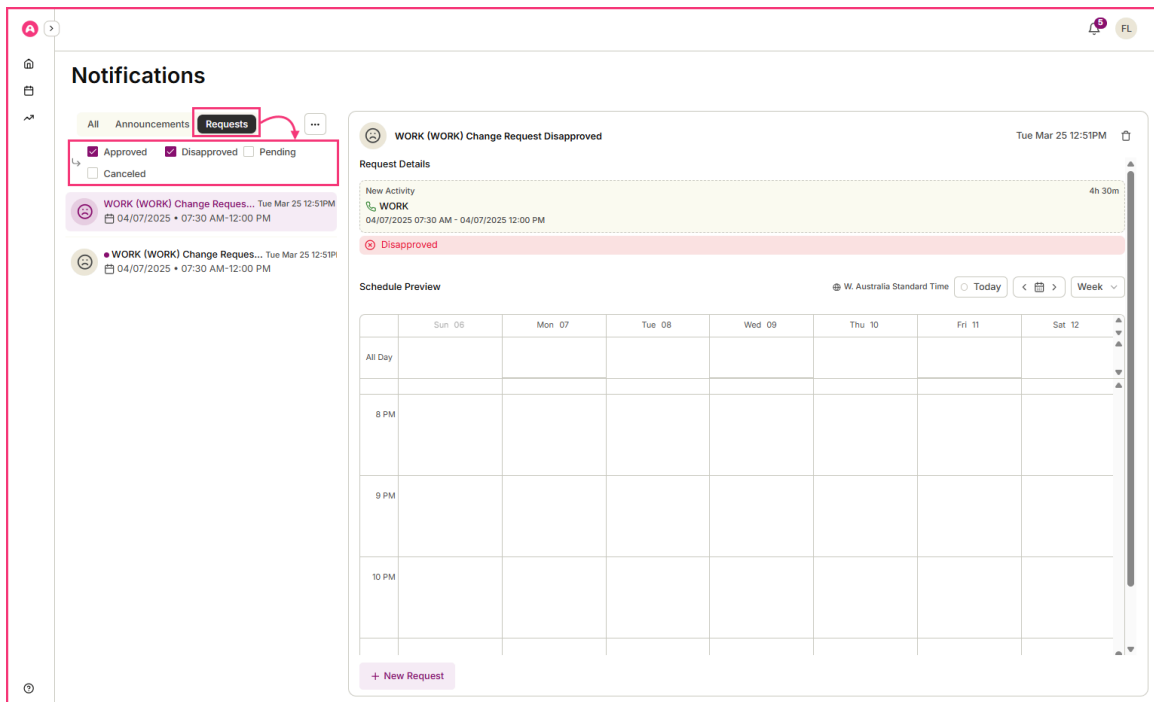 A
5
FL
Notifications
All Announcements Requests ...
Approved Disapproved Pending
Canceled
WORK (WORK) Change Reques... Tue Mar 25 12:51PM
04/07/2025 • 07:30 AM-12:00 PM
WORK (WORK) Change Reques... Tue Mar 25 12:51P
04/07/2025 • 07:30 AM-12:00 PM
WORK (WORK) Change Request Disapproved Tue Mar 25 12:51PM
Request Details
New Activity 4h 30m
WORK
04/07/2025 07:30 AM - 04/07/2025 12:00 PM
Disapproved
Schedule Preview W. Australia Standard Time Today Week
Sun 06 Mon 07 Tue 08 Wed 09 Thu 10 Fri 11 Sat 12
All Day
8 PM
9 PM
10 PM
+ New Request